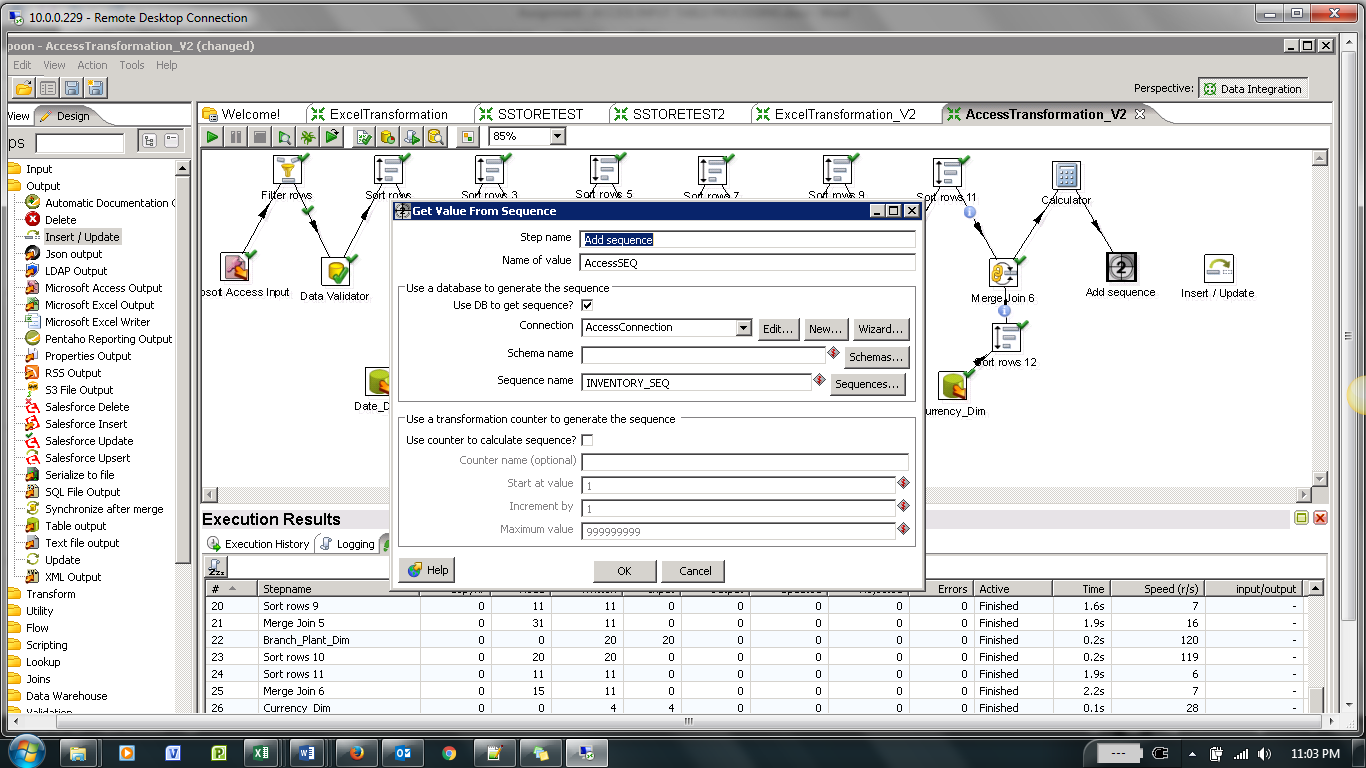 10.0.0.229 - Remote Desktop Connection
poon - AccessTransformation_V2 (changed)
Edit View Action Tools Help
Perspective: Data Integration
View Design
Welcome! ExcelTransformation SSTORETEST SSTORETEST2 ExcelTransformation_V2 AccessTransformation_V2
ps
85%
Input
Output
Automatic Documentation O
Delete
Insert / Update
Json output
LDAP Output
Microsoft Access Output
Microsoft Excel Output
Microsoft Excel Writer
Pentaho Reporting Output
Properties Output
RSS Output
S3 File Output
Salesforce Delete
Salesforce Insert
Salesforce Update
Salesforce Upsert
Serialize to file
SQL File Output
Synchronize after merge
Table output
Text file output
Update
XML Output
Transform
Utility
Flow
Scripting
Lookup
Joins
Data Warehouse
Validation
Filter rows Sort rows Sort rows 3 Sort rows 5 Sort rows 7 Sort rows 9 Sort rows 11 Calculator
osoft Access Input Data Validator Merge Join 6 Add sequence Insert / Update
Sort rows 12
Date_D
urrency_Dim
Get Value From Sequence
Step name Add sequence
Name of value AccessSEQ
Use a database to generate the sequence
Use DB to get sequence?
Connection AccessConnection Edit... New... Wizard...
Schema name Schemas...
Sequence name INVENTORY_SEQ Sequences...
Use a transformation counter to generate the sequence
Use counter to calculate sequence?
Counter name (optional)
Start at value 1
Increment by 1
Maximum value 999999999
Help OK Cancel
Execution Results
Execution History Logging
# Stepname Errors Active Time Speed (r/s) input/output
20 Sort rows 9 0 11 11 0 0 0 0 0 Finished 1.6s 7 -
21 Merge Join 5 0 31 11 0 0 0 0 0 Finished 1.9s 16 -
22 Branch_Plant_Dim 0 0 20 20 0 0 0 0 Finished 0.2s 120 -
23 Sort rows 10 0 20 20 0 0 0 0 0 Finished 0.2s 119 -
24 Sort rows 11 0 11 11 0 0 0 0 0 Finished 1.9s 6 -
25 Merge Join 6 0 15 11 0 0 0 0 0 Finished 2.2s 7 -
26 Currency_Dim 0 0 4 4 0 0 0 0 Finished 0.1s 28 -
11:03 PM